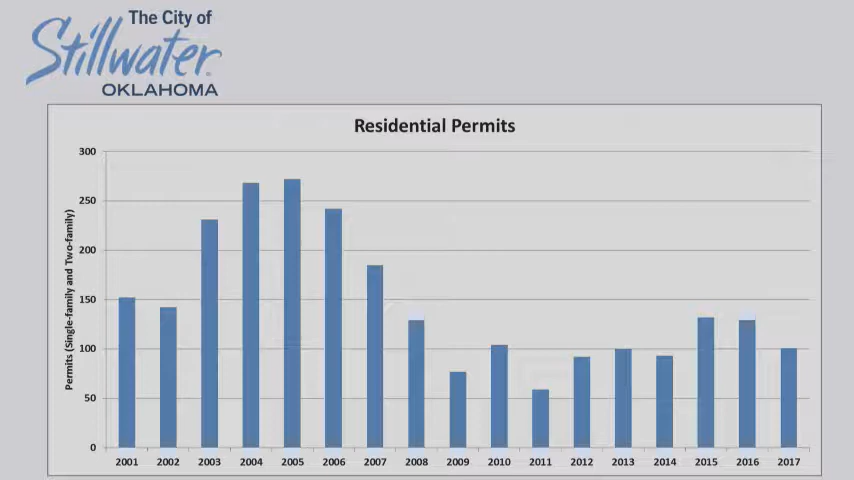 The City of
Stillwater
OKLAHOMA
Residential Permits
Permits (Single-family and Two-family)
300
250
200
150
100
50
0
2001 2002 2003 2004 2005 2006 2007 2008 2009 2010 2011 2012 2013 2014 2015 2016 2017